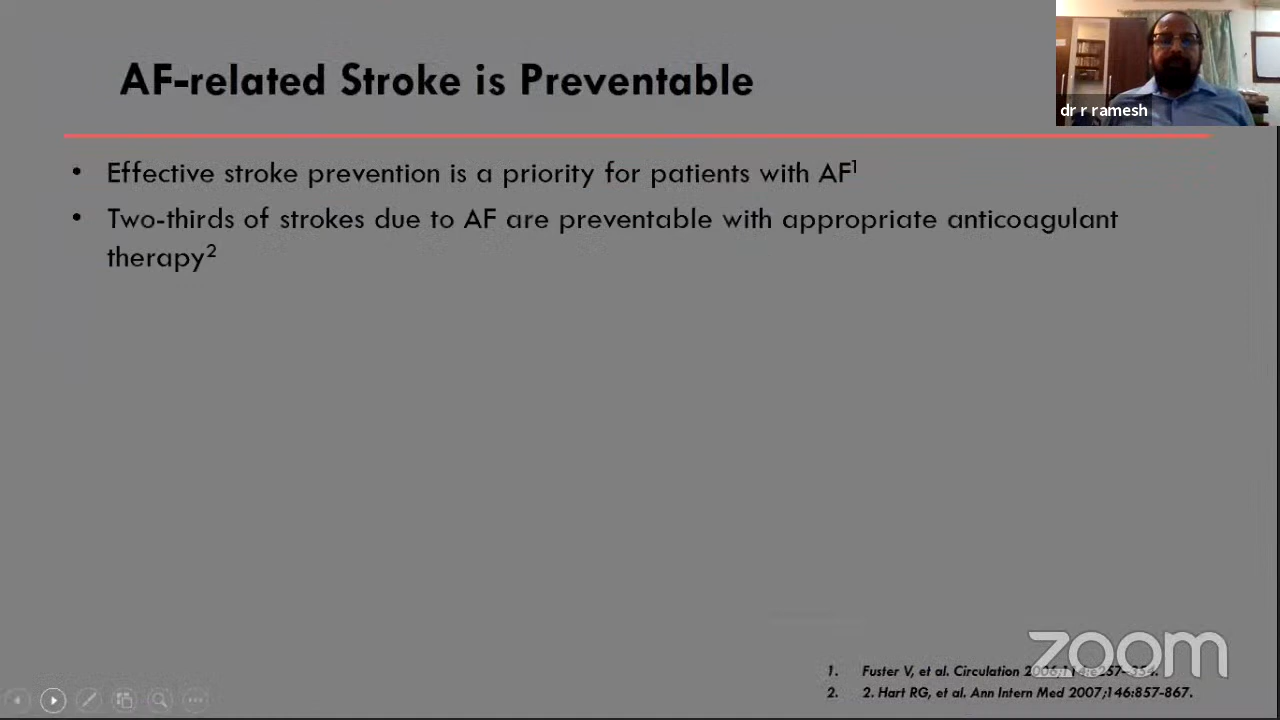 AF-related Stroke is Preventable
dr r ramesh
• Effective stroke prevention is a priority for patients with AF¹
• Two-thirds of strokes due to AF are preventable with appropriate anticoagulant
therapy²
zoom
1. Fuster V, et al. Circulation
2. 2. Hart RG, et al. Ann Intern Med 2007;146:857-867.